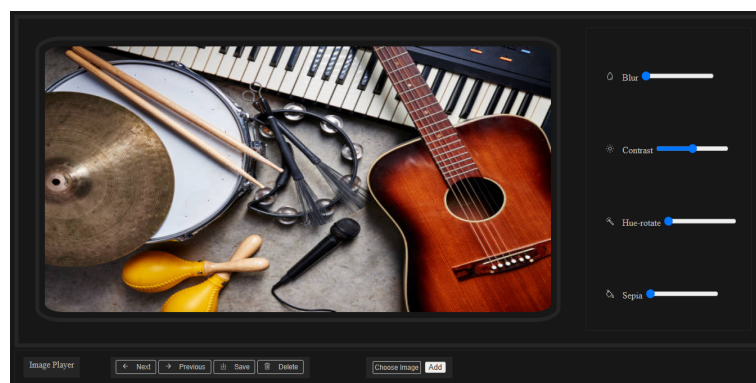 Blur
Contrast
Hue-rotate
Sepia
Image Player
Next Previous Save Delete
Choose Image Add